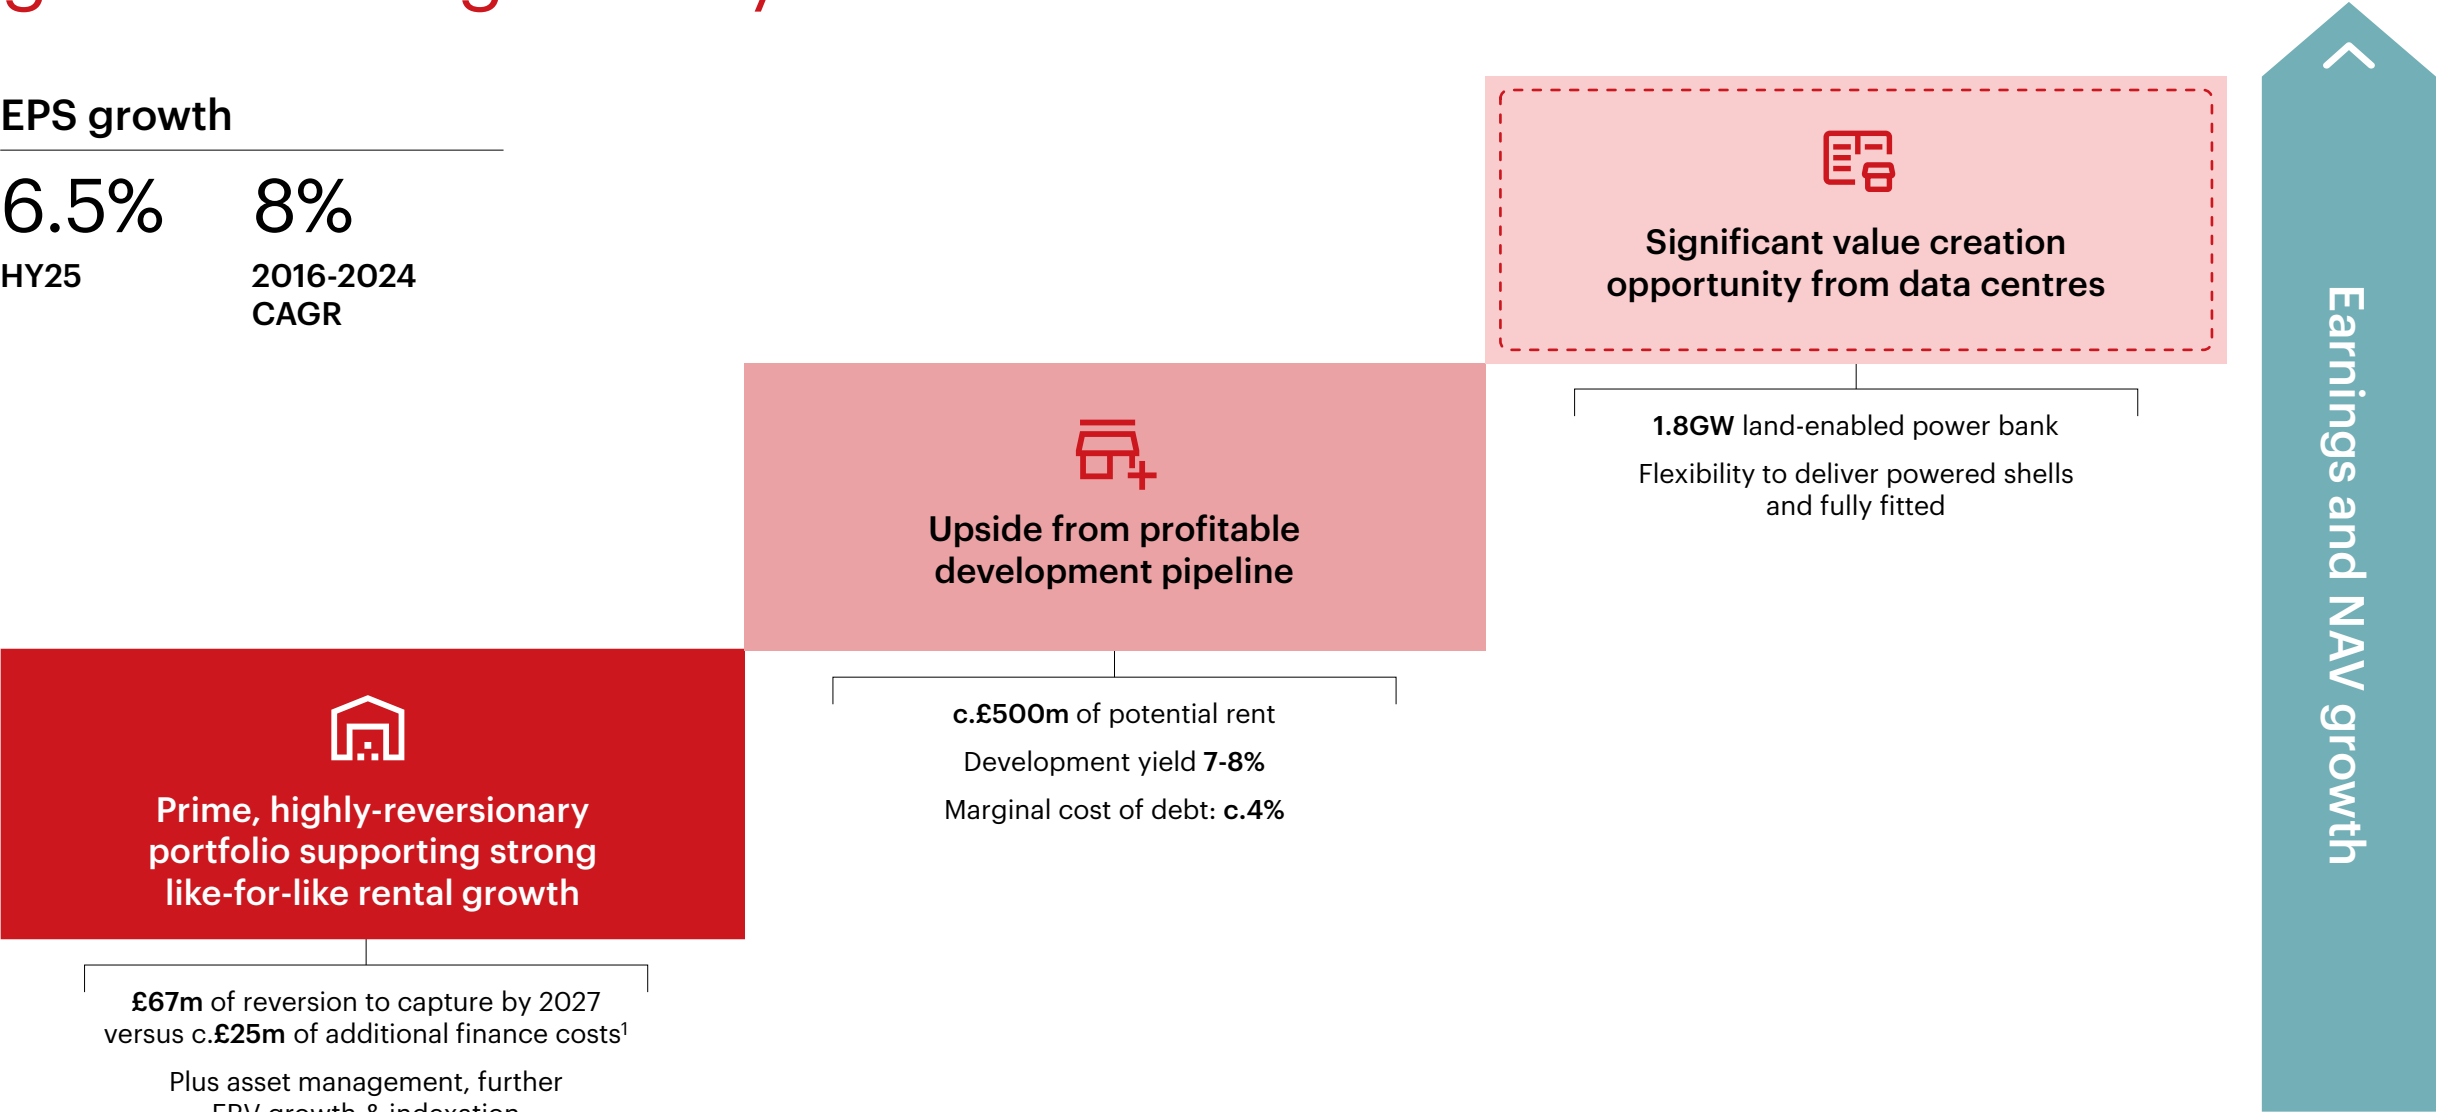 EPS growth
6.5%
8%
HY25
2016-2024
CAGR
Significant value creation
opportunity from data centres
1.8GW land-enabled power bank
Flexibility to deliver powered shells
and fully fitted
Upside from profitable
development pipeline
c.£500m of potential rent
Development yield 7-8%
Marginal cost of debt: c.4%
Prime, highly-reversionary
portfolio supporting strong
like-for-like rental growth
£67m of reversion to capture by 2027
versus c.£25m of additional finance costs¹
Plus asset management, further
ERV growth & indexation
Earnings and NAV growth